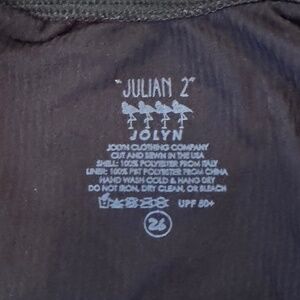 "JULIAN 2"
JOLYN
JOLYN CLOTHING COMPANY
CUT AND SEWN IN THE USA
SHELL: 100% POLYESTER FROM ITALY
LINER: 100% PBT POLYESTER FROM CHINA
HAND WASH COLD & HANG DRY
DO NOT IRON, DRY CLEAN, OR BLEACH
UPF 50+
26